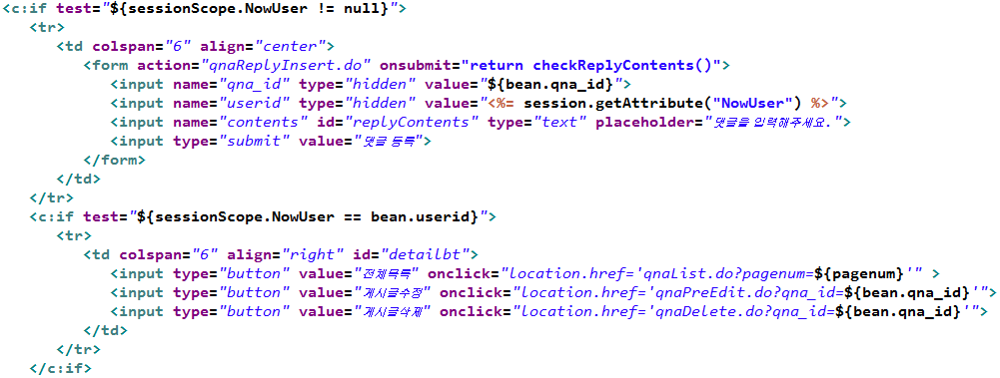 <c:if test="${sessionScope.NowUser != null}">
<tr>
<td colspan="6" align="center">
<form action="qnaReplyInsert.do" onsubmit="return checkReplyContents()">
<input name="qna_id" type="hidden" value="${bean.qna_id}">
<input name="userid" type="hidden" value="<%= session.getAttribute("NowUser") %>">
<input name="contents" id="replyContents" type="text" placeholder="댓글을 입력해주세요.">
<input type="submit" value="댓글 등록">
</form>
</td>
</tr>
<c:if test="${sessionScope.NowUser == bean.userid}">
<tr>
<td colspan="6" align="right" id="detailbt">
<input type="button" value="전체목록" onclick="location.href='qnaList.do?pagenum=${pagenum}'" >
<input type="button" value="게시글수정" onclick="location.href='qnaPreEdit.do?qna_id=${bean.qna_id}'">
<input type="button" value="게시글삭제" onclick="location.href='qnaDelete.do?qna_id=${bean.qna_id}'">
</td>
</tr>
</c:if>